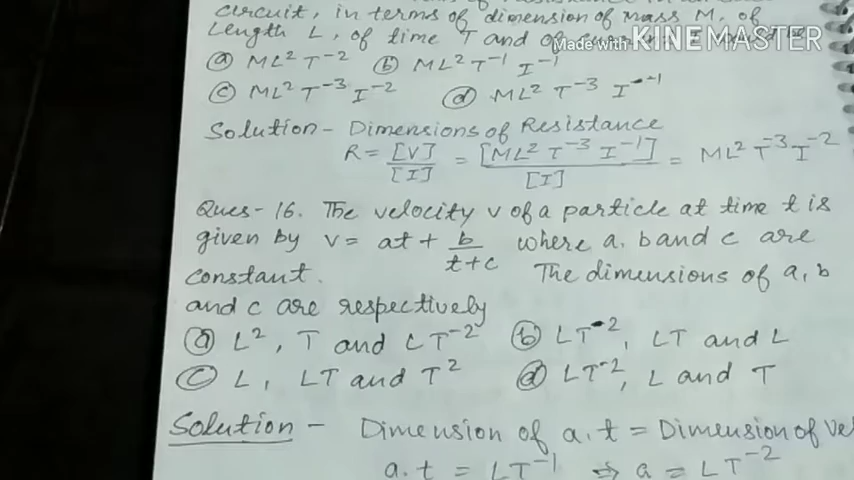 circuit, in terms of dimension of mass M, of
Length L, of time T and of
Made with KINEMASTER
(a) ML² T⁻² (b) ML² T⁻¹ I⁻¹
(c) ML² T⁻³ I⁻² (d) ML² T⁻³ I⁻¹
Solution - Dimensions of Resistance
R = [V]/[I] = [ML² T⁻³ I⁻¹]/[I] = ML² T⁻³ I⁻²
Ques - 16. The velocity v of a particle at time t is
given by v = at + b/(t+c) where a, b and c are
constant. The dimensions of a, b
and c are respectively
(a) L², T and LT⁻² (b) LT⁻², LT and L
(c) L, LT and T² (d) LT⁻², L and T
Solution - Dimension of a.t = Dimension of vel
a.t = LT⁻¹ ⇒ a = LT⁻²